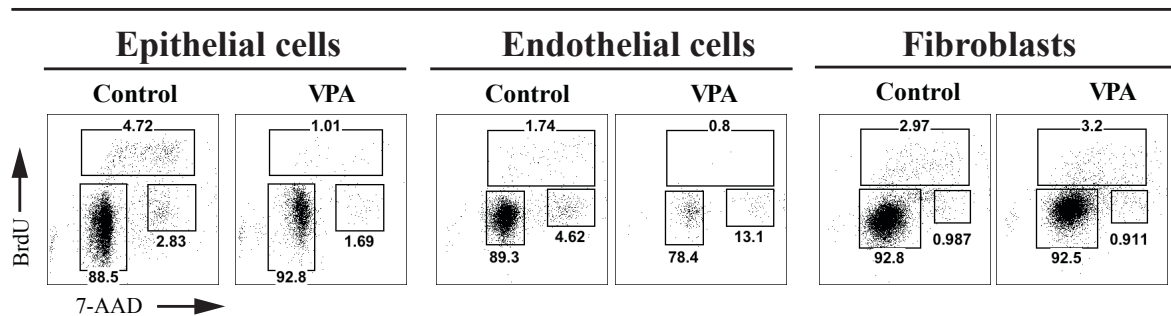 Epithelial cells Endothelial cells Fibroblasts
Control VPA Control VPA Control VPA
4.72 1.01 1.74 0.8 2.97 3.2
BrdU
2.83 1.69 4.62 13.1 0.987 0.911
88.5 92.8 89.3 78.4 92.8 92.5
7-AAD